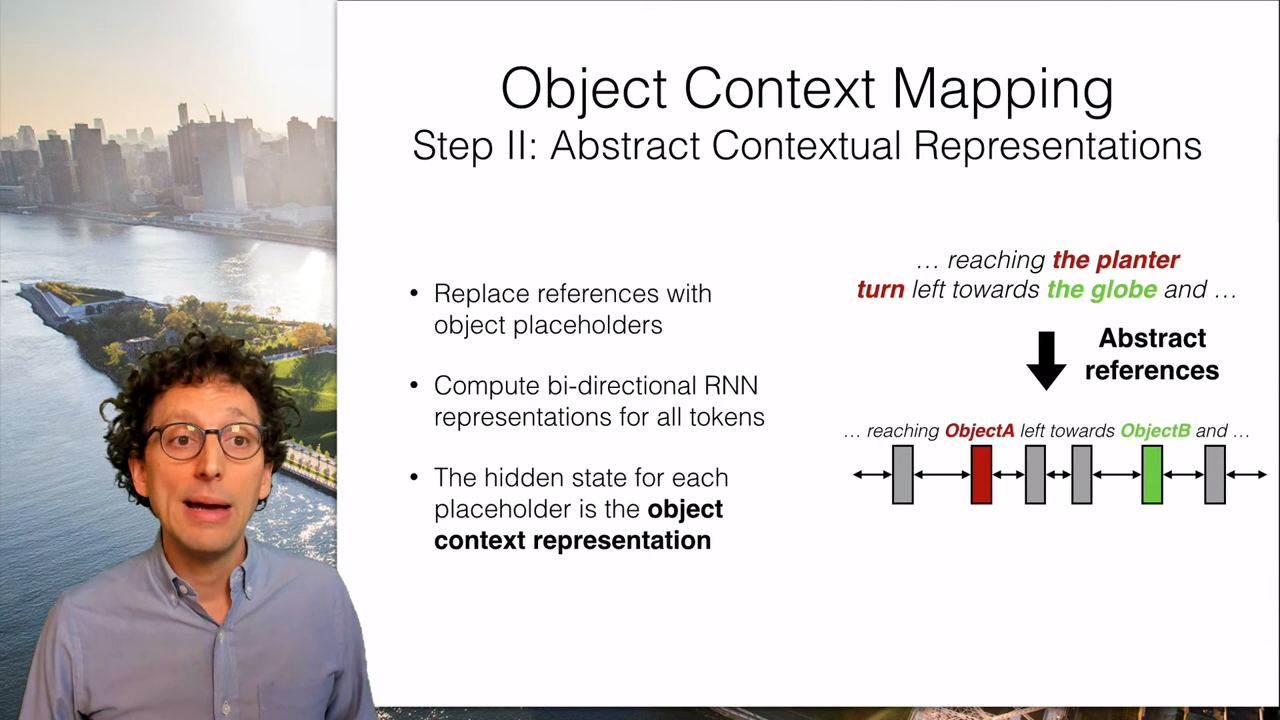 Object Context Mapping
Step II: Abstract Contextual Representations
• Replace references with
object placeholders
• Compute bi-directional RNN
representations for all tokens
• The hidden state for each
placeholder is the object
context representation
… reaching the planter
turn left towards the globe and …
Abstract
references
… reaching ObjectA left towards ObjectB and …